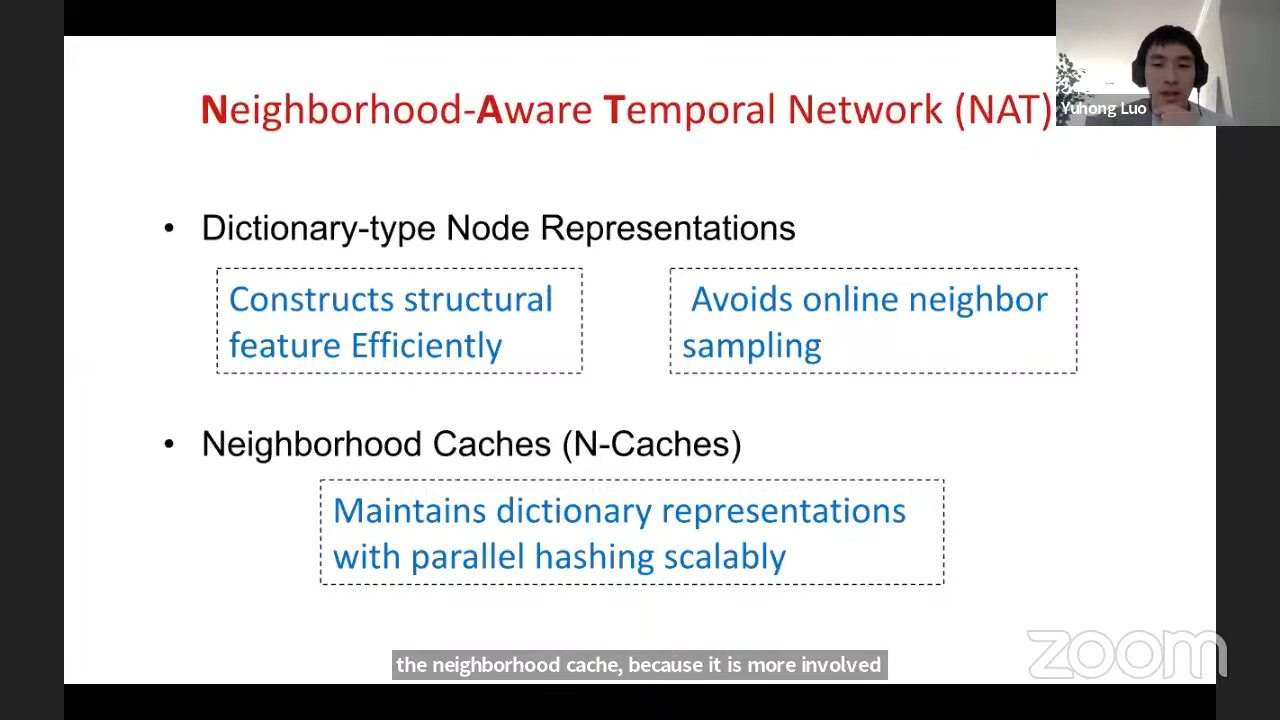 Neighborhood-Aware Temporal Network (NAT)
Yuhong Luo
• Dictionary-type Node Representations
Constructs structural
feature Efficiently
Avoids online neighbor
sampling
• Neighborhood Caches (N-Caches)
Maintains dictionary representations
with parallel hashing scalably
the neighborhood cache, because it is more involved
zoom